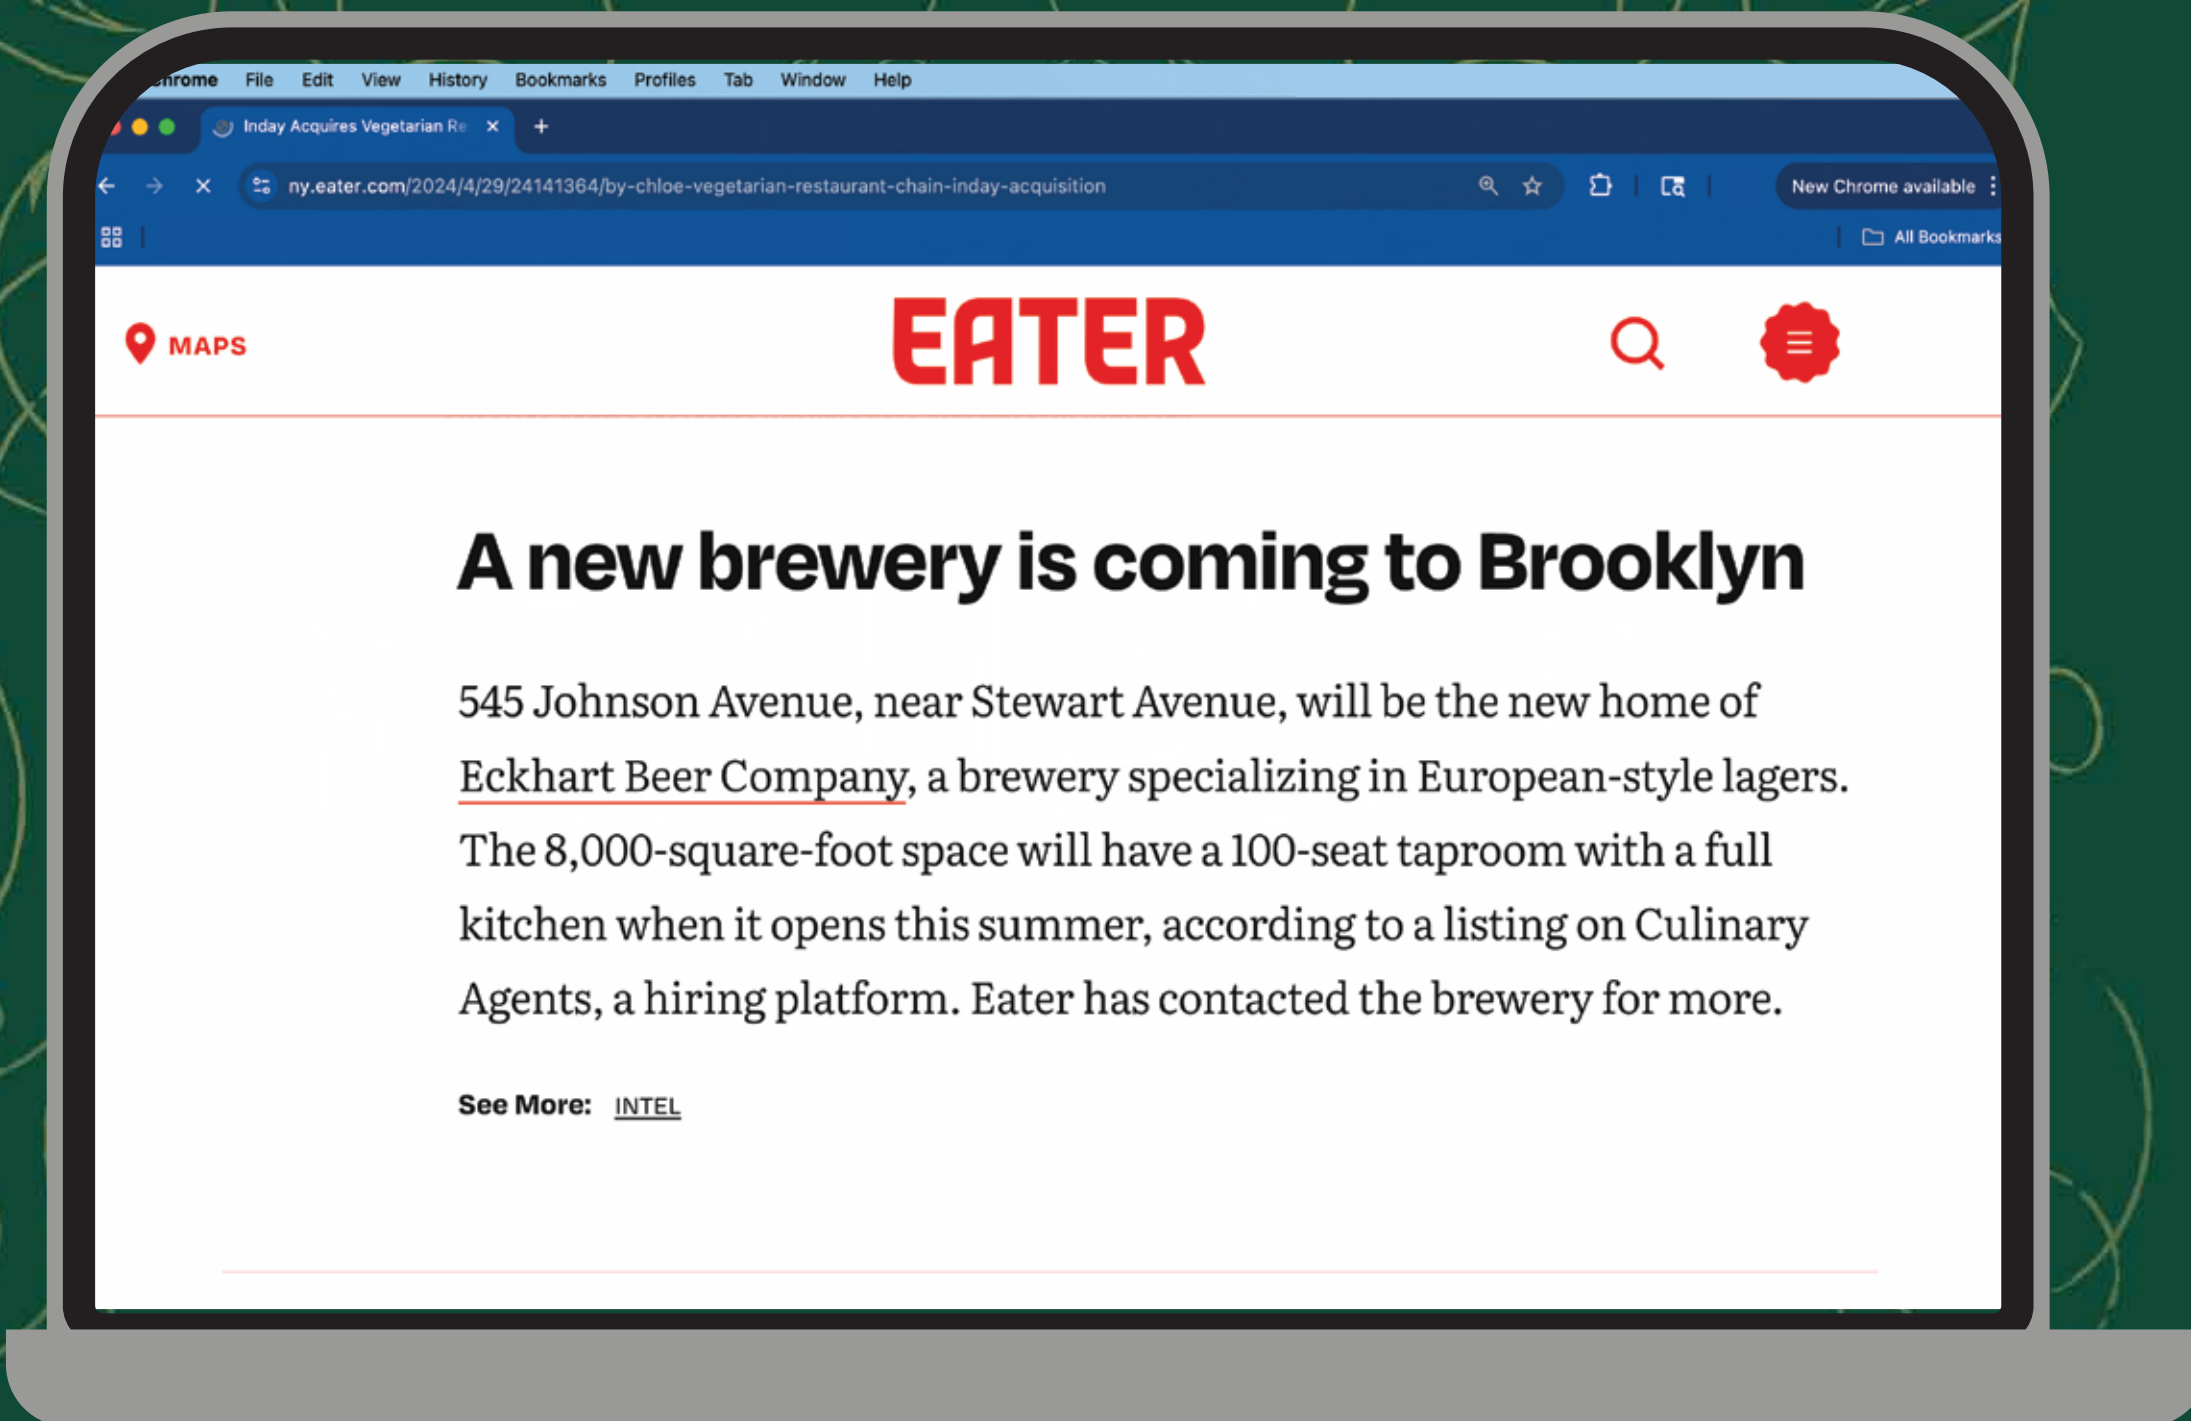 File Edit View History Bookmarks Profiles Tab Window Help
Inday Acquires Vegetarian Re
ny.eater.com/2024/4/29/24141364/by-chloe-vegetarian-restaurant-chain-inday-acquisition
New Chrome available
All Bookmarks
MAPS
EATER
A new brewery is coming to Brooklyn
545 Johnson Avenue, near Stewart Avenue, will be the new home of
Eckhart Beer Company, a brewery specializing in European-style lagers.
The 8,000-square-foot space will have a 100-seat taproom with a full
kitchen when it opens this summer, according to a listing on Culinary
Agents, a hiring platform. Eater has contacted the brewery for more.
See More: INTEL